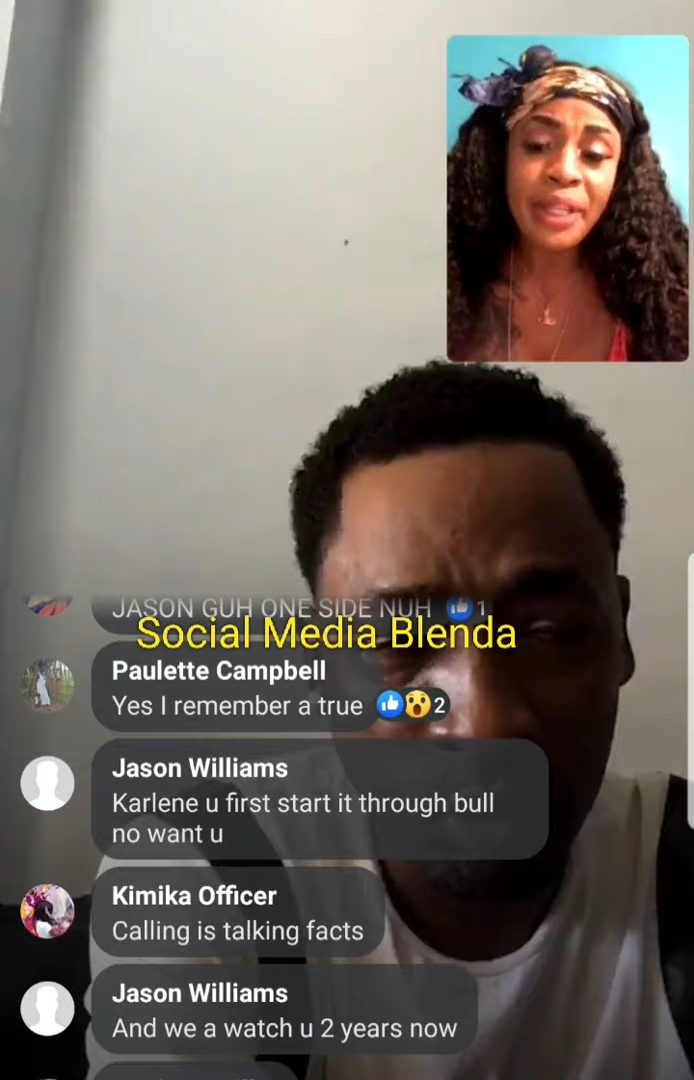 JASON GUH ONE SIDE NUH 1
Social Media Blenda
Paulette Campbell
Yes I remember a true 2
Jason Williams
Karlene u first start it through bull
no want u
Kimika Officer
Calling is talking facts
Jason Williams
And we a watch u 2 years now